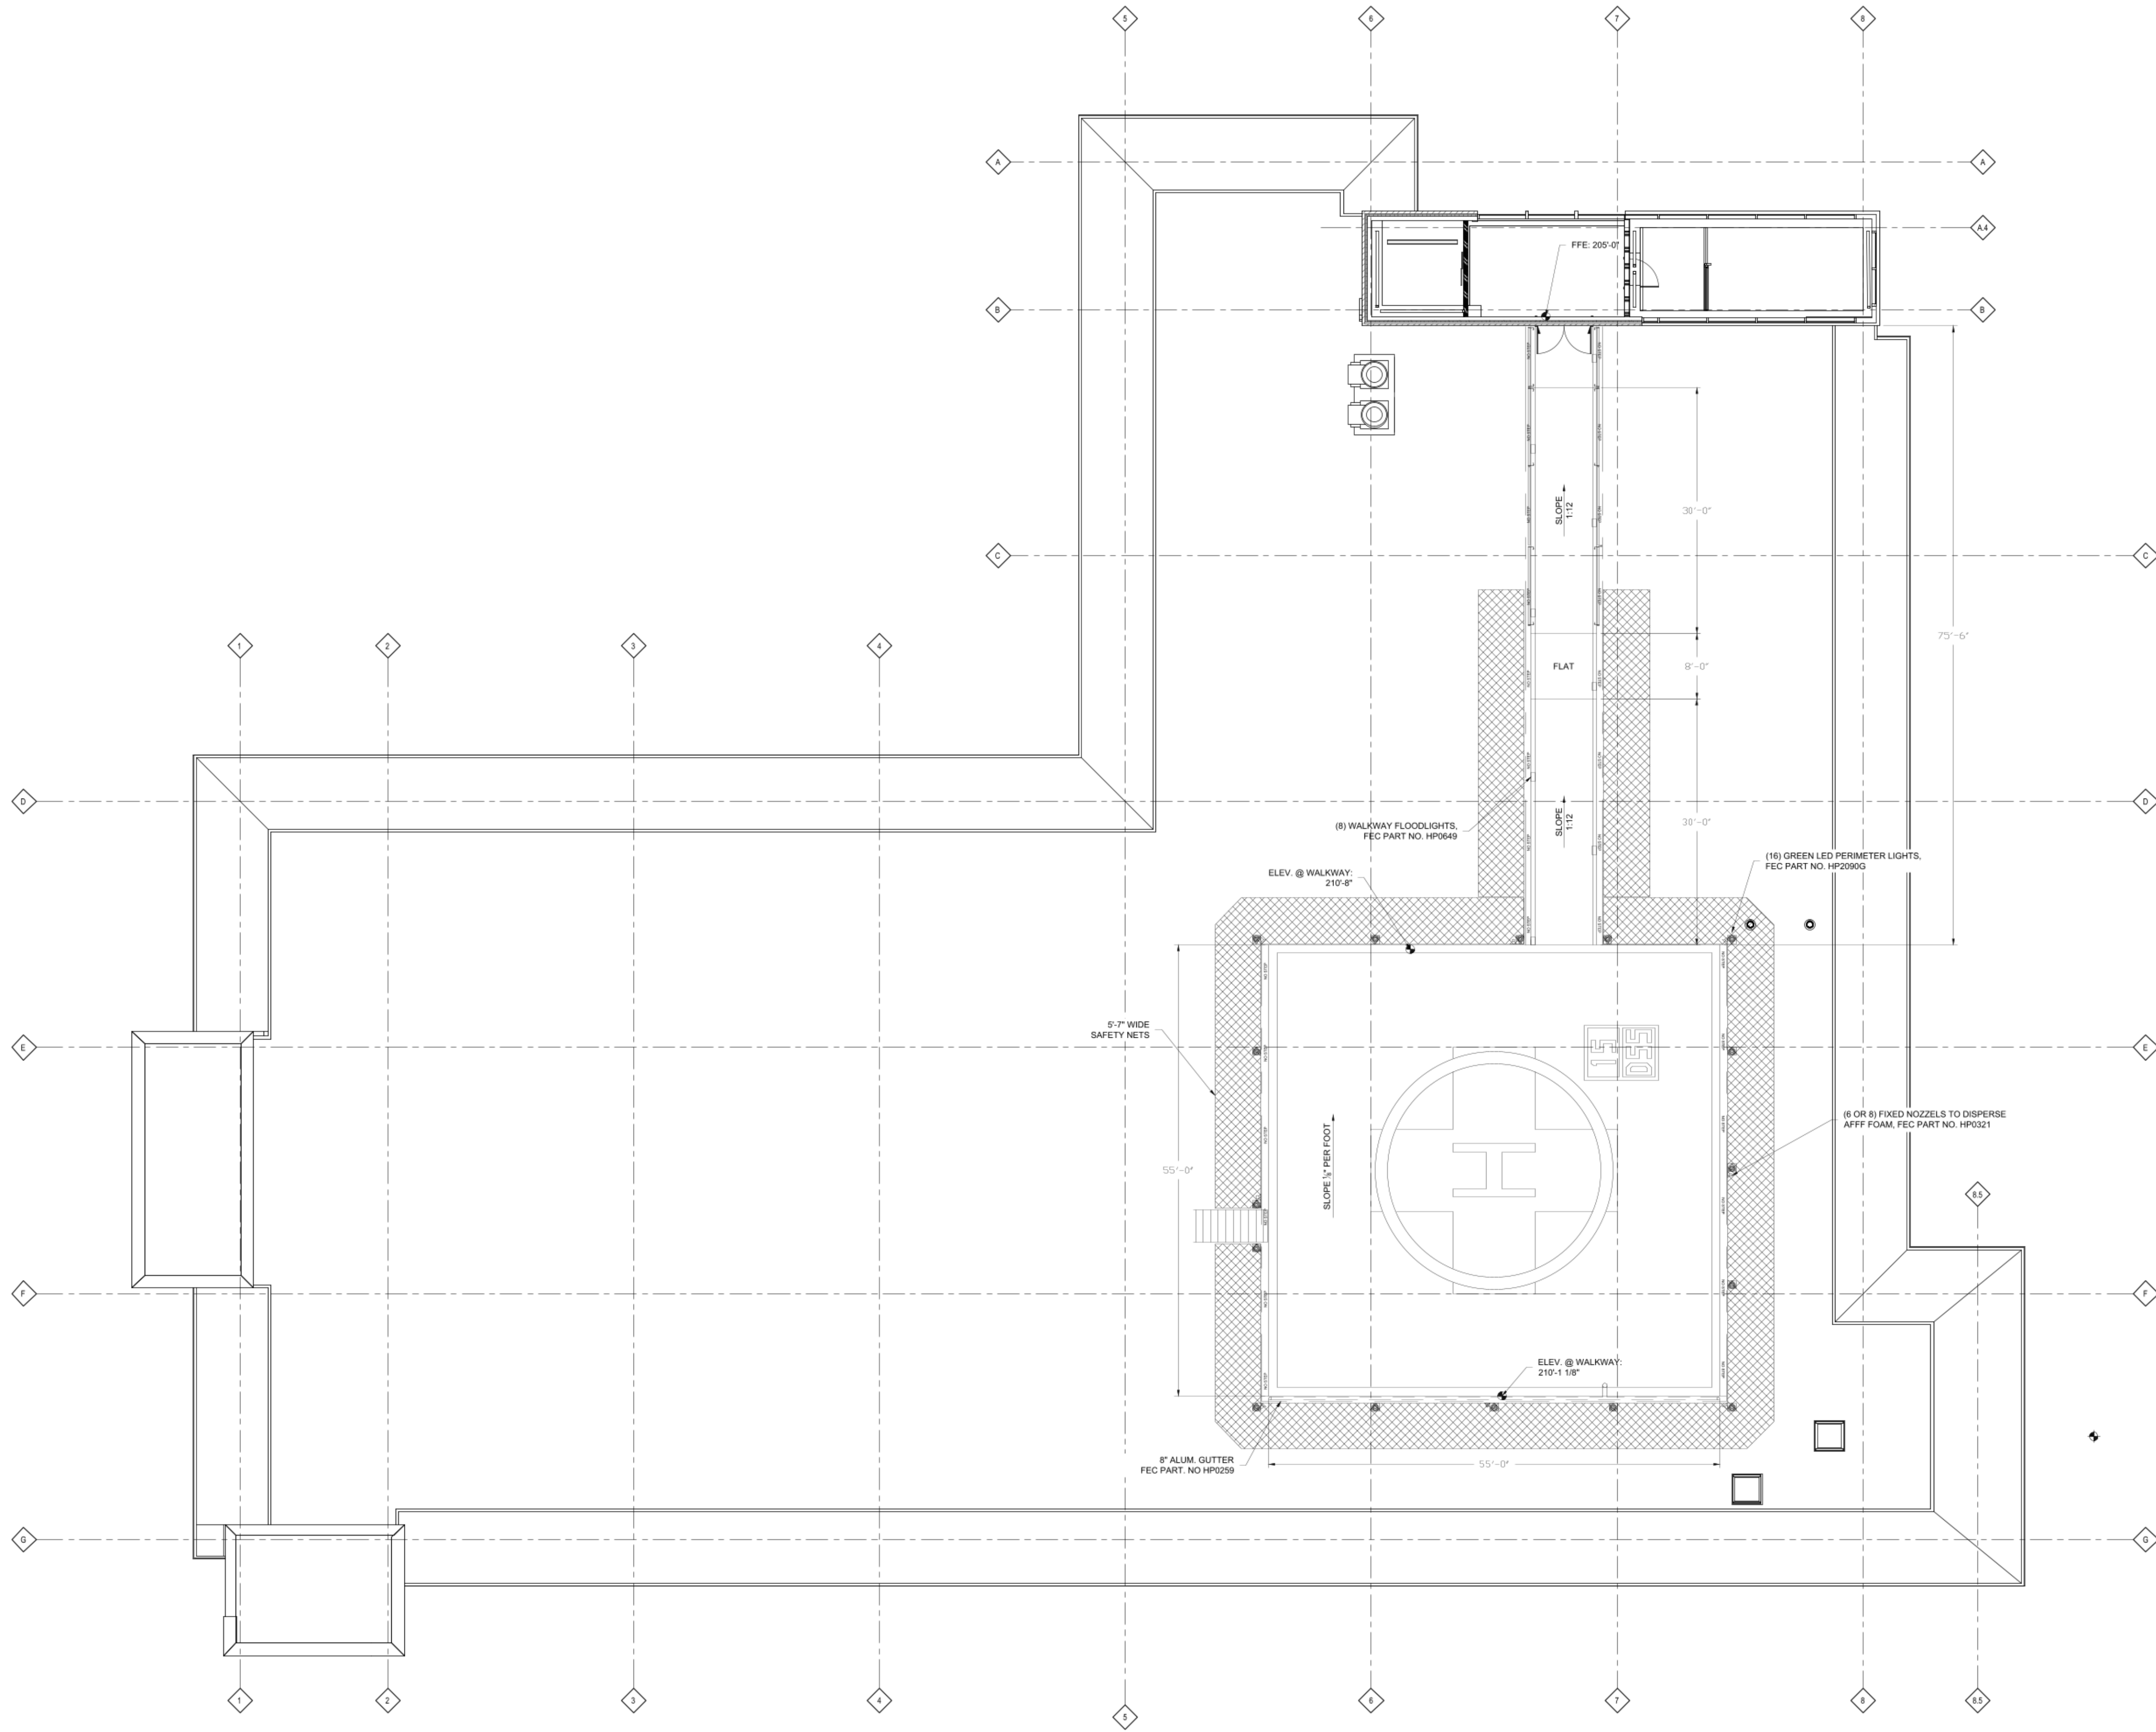 5
6
7
8
A
A
A.4
FFE: 205'-0"
B
B
30'-0"
SLOPE
1:12
C
C
75'-6"
1
2
3
4
FLAT
8'-0"
D
D
(8) WALKWAY FLOODLIGHTS,
FEC PART NO. HP0649
SLOPE
1:12
30'-0"
(16) GREEN LED PERIMETER LIGHTS,
FEC PART NO. HP2090G
ELEV. @ WALKWAY:
210'-8"
NO STEP
5'-7" WIDE
SAFETY NETS
15
D55
E
E
(6 OR 8) FIXED NOZZELS TO DISPERSE
AFFF FOAM, FEC PART NO. HP0321
55'-0"
SLOPE 1/8" PER FOOT
H
8.5
F
F
ELEV. @ WALKWAY:
210'-1 1/8"
8" ALUM. GUTTER
FEC PART. NO HP0259
55'-0"
G
G
1
2
3
4
5
6
7
8
8.5